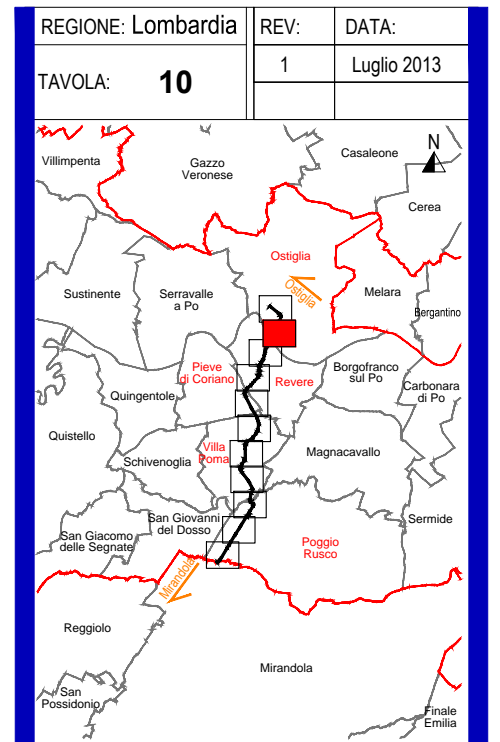 REGIONE: Lombardia
REV:
DATA:
TAVOLA: 10
1
Luglio 2013
N
Villimpenta
Gazzo
Veronese
Casaleone
Cerea
Ostiglia
Ostiglia
Sustinente
Serravalle
a Po
Melara
Bergantino
Pieve
di Coriano
Revere
Borgofranco
sul Po
Carbonara
di Po
Quingentole
Quistello
Schivenoglia
Villa
Poma
Magnacavallo
San Giacomo
delle Segnate
San Giovanni
del Dosso
Sermide
Poggio
Rusco
Mirandola
Reggiolo
Mirandola
San
Possidonio
Finale
Emilia